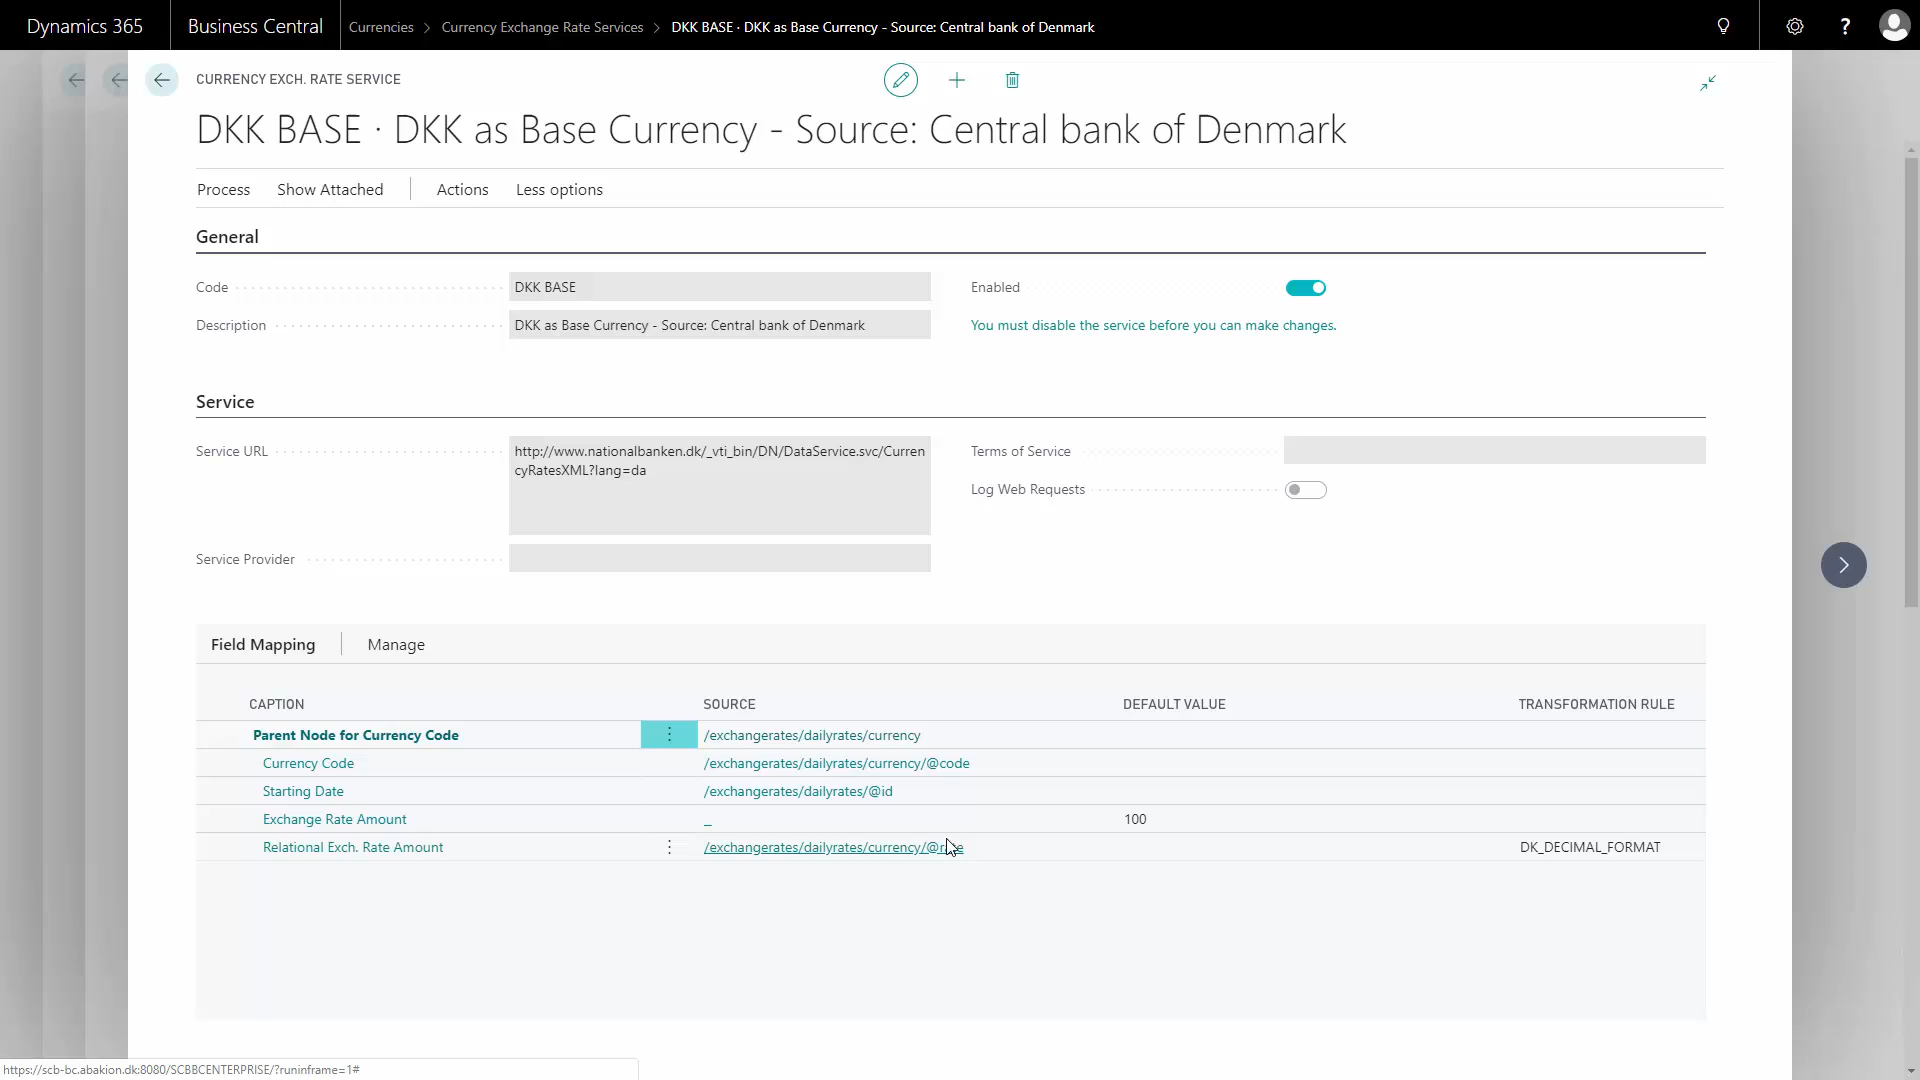 Dynamics 365
Business Central
Currencies > Currency Exchange Rate Services > DKK BASE · DKK as Base Currency - Source: Central bank of Denmark
?
CURRENCY EXCH. RATE SERVICE
DKK BASE · DKK as Base Currency - Source: Central bank of Denmark
Process Show Attached Actions Less options
General
Code DKK BASE
Enabled
Description DKK as Base Currency - Source: Central bank of Denmark
You must disable the service before you can make changes.
Service
Service URL
http://www.nationalbanken.dk/_vti_bin/DN/DataService.svc/Curren
cyRatesXML?lang=da
Terms of Service
Log Web Requests
Service Provider
Field Mapping Manage
CAPTION SOURCE DEFAULT VALUE TRANSFORMATION RULE
Parent Node for Currency Code /exchangerates/dailyrates/currency
Currency Code /exchangerates/dailyrates/currency/@code
Starting Date /exchangerates/dailyrates/@id
Exchange Rate Amount _ 100
Relational Exch. Rate Amount /exchangerates/dailyrates/currency/@rate DK_DECIMAL_FORMAT
https://scb-bc.abakion.dk:8080/SCBBCENTERPRISE/?runinframe=1#